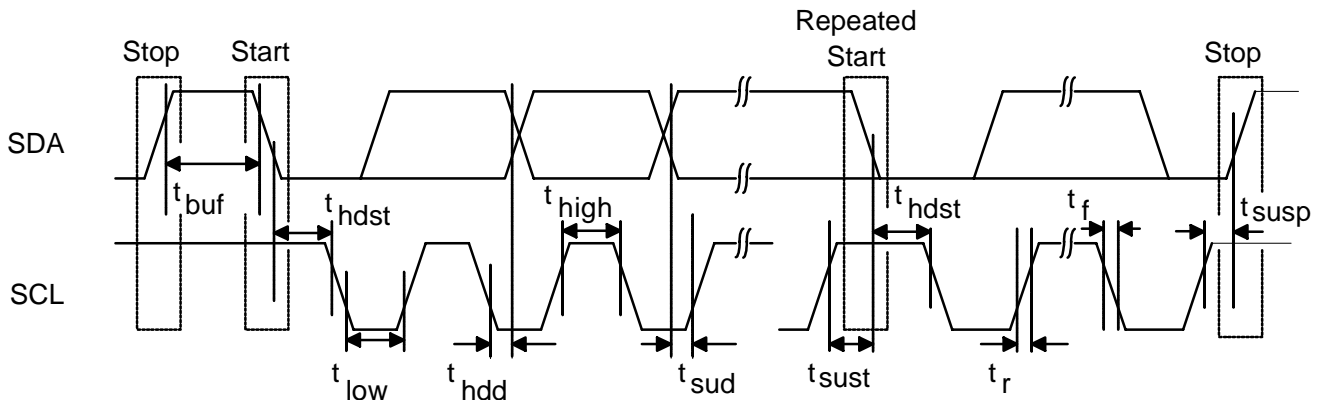 Repeated
Stop Start Start Stop
SDA
t buf t hdst t high t hdst t f t susp
SCL
t low t hdd t sud t sust t r